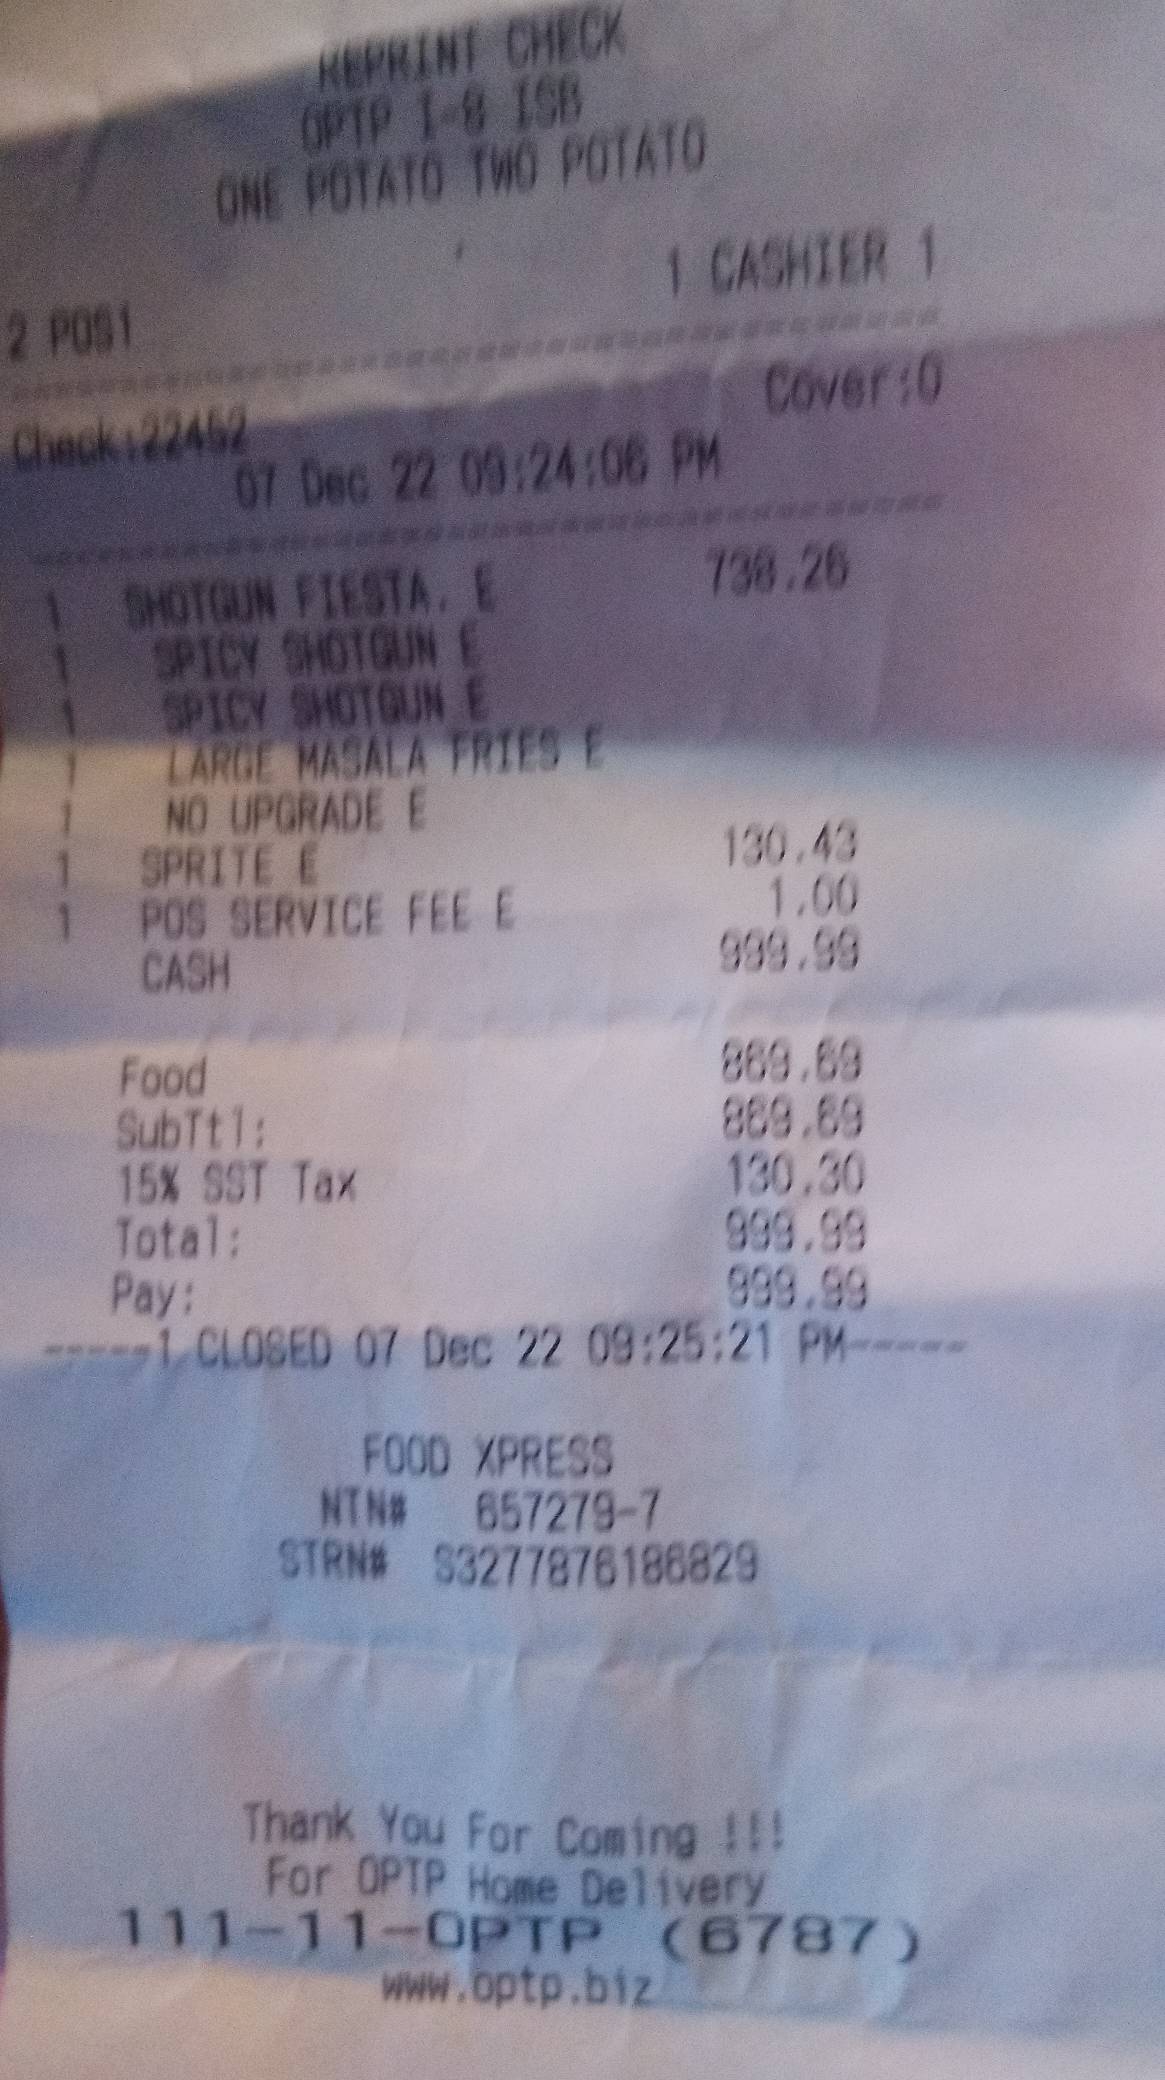 REPRINT CHECK
OPTP I-8 ISB
ONE POTATO TWO POTATO
1 CASHIER 1
2 POS1
Cover:0
Check:22452
07 Dec 22 09:24:06 PM
1 SHOTGUN FIESTA. E 738.26
1 SPICY SHOTGUN E
1 SPICY SHOTGUN E
1 LARGE MASALA FRIES E
1 NO UPGRADE E
1 SPRITE E 130.43
1 POS SERVICE FEE E 1.00
CASH 999.99
Food 869.69
SubTtl: 869.69
15% SST Tax 130.30
Total: 999.99
Pay: 999.99
-----1 CLOSED 07 Dec 22 09:25:21 PM-----
FOOD XPRESS
NTN# 657279-7
STRN# S3277876186829
Thank You For Coming !!!
For OPTP Home Delivery
111-11-OPTP (6787)
www.optp.biz